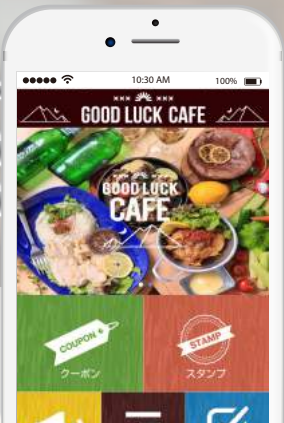 10:30 AM
100%
GOOD LUCK CAFE
GOOD LUCK
CAFE
COUPON
クーポン
STAMP
スタンプ